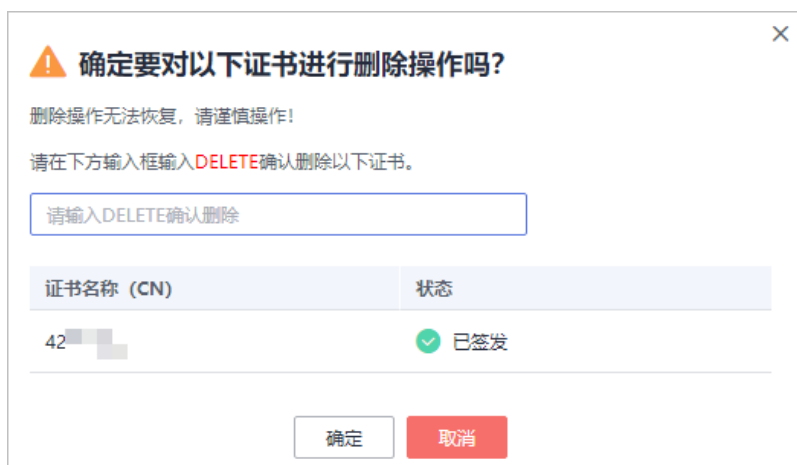 确定要对以下证书进行删除操作吗?
删除操作无法恢复，请谨慎操作!
请在下方输入框输入DELETE确认删除以下证书。
请输入DELETE确认删除
证书名称（CN） 状态
42 已签发
确定 取消